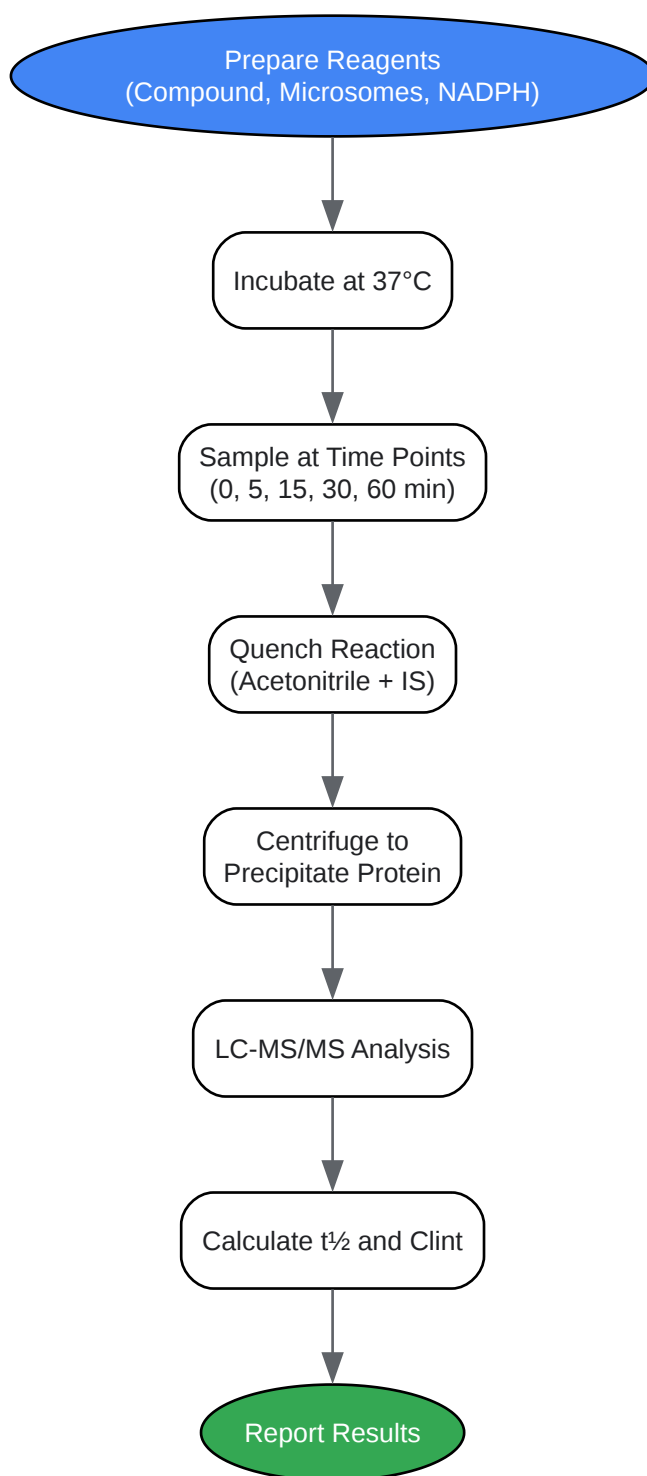 Prepare Reagents
(Compound, Microsomes, NADPH)
Incubate at 37°C
Sample at Time Points
(0, 5, 15, 30, 60 min)
Quench Reaction
(Acetonitrile + IS)
Centrifuge to
Precipitate Protein
LC-MS/MS Analysis
Calculate t½ and Clint
Report Results